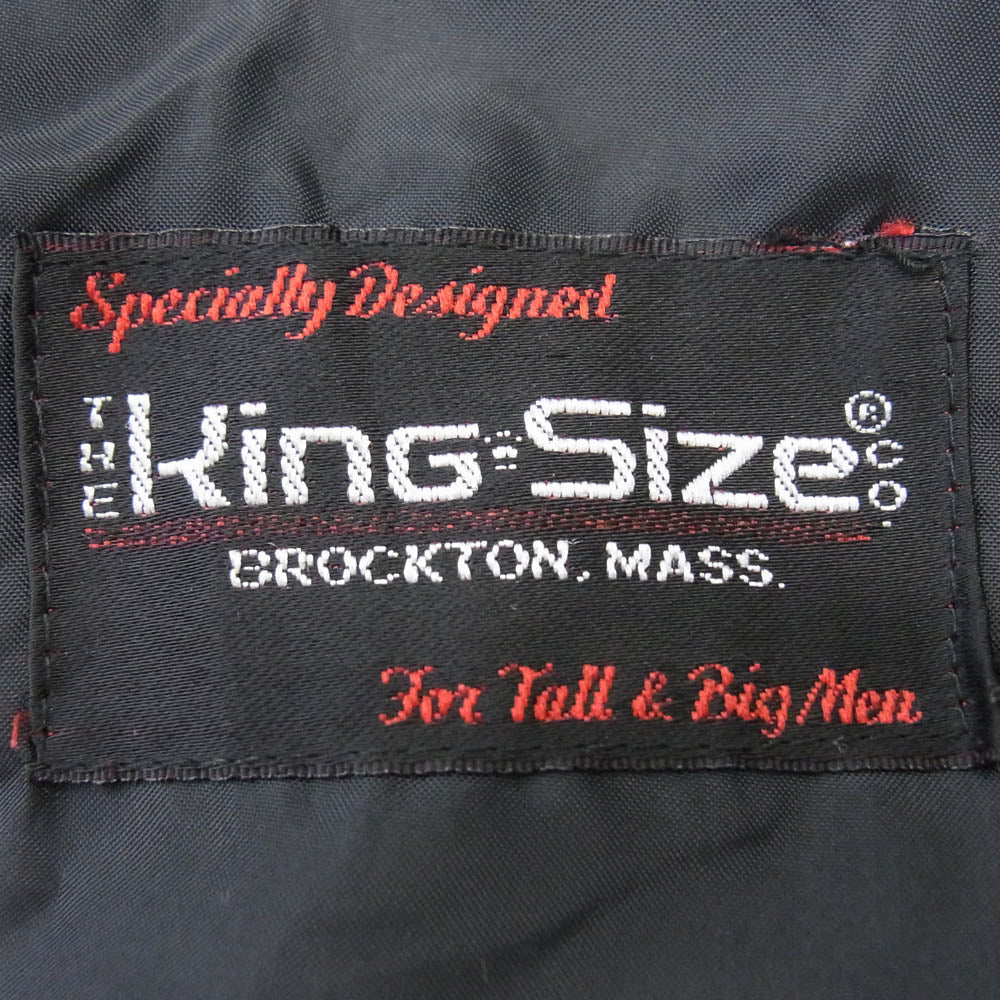 Specially Designed
THE King-Size® CO.
BROCKTON, MASS.
For Tall & Big Men